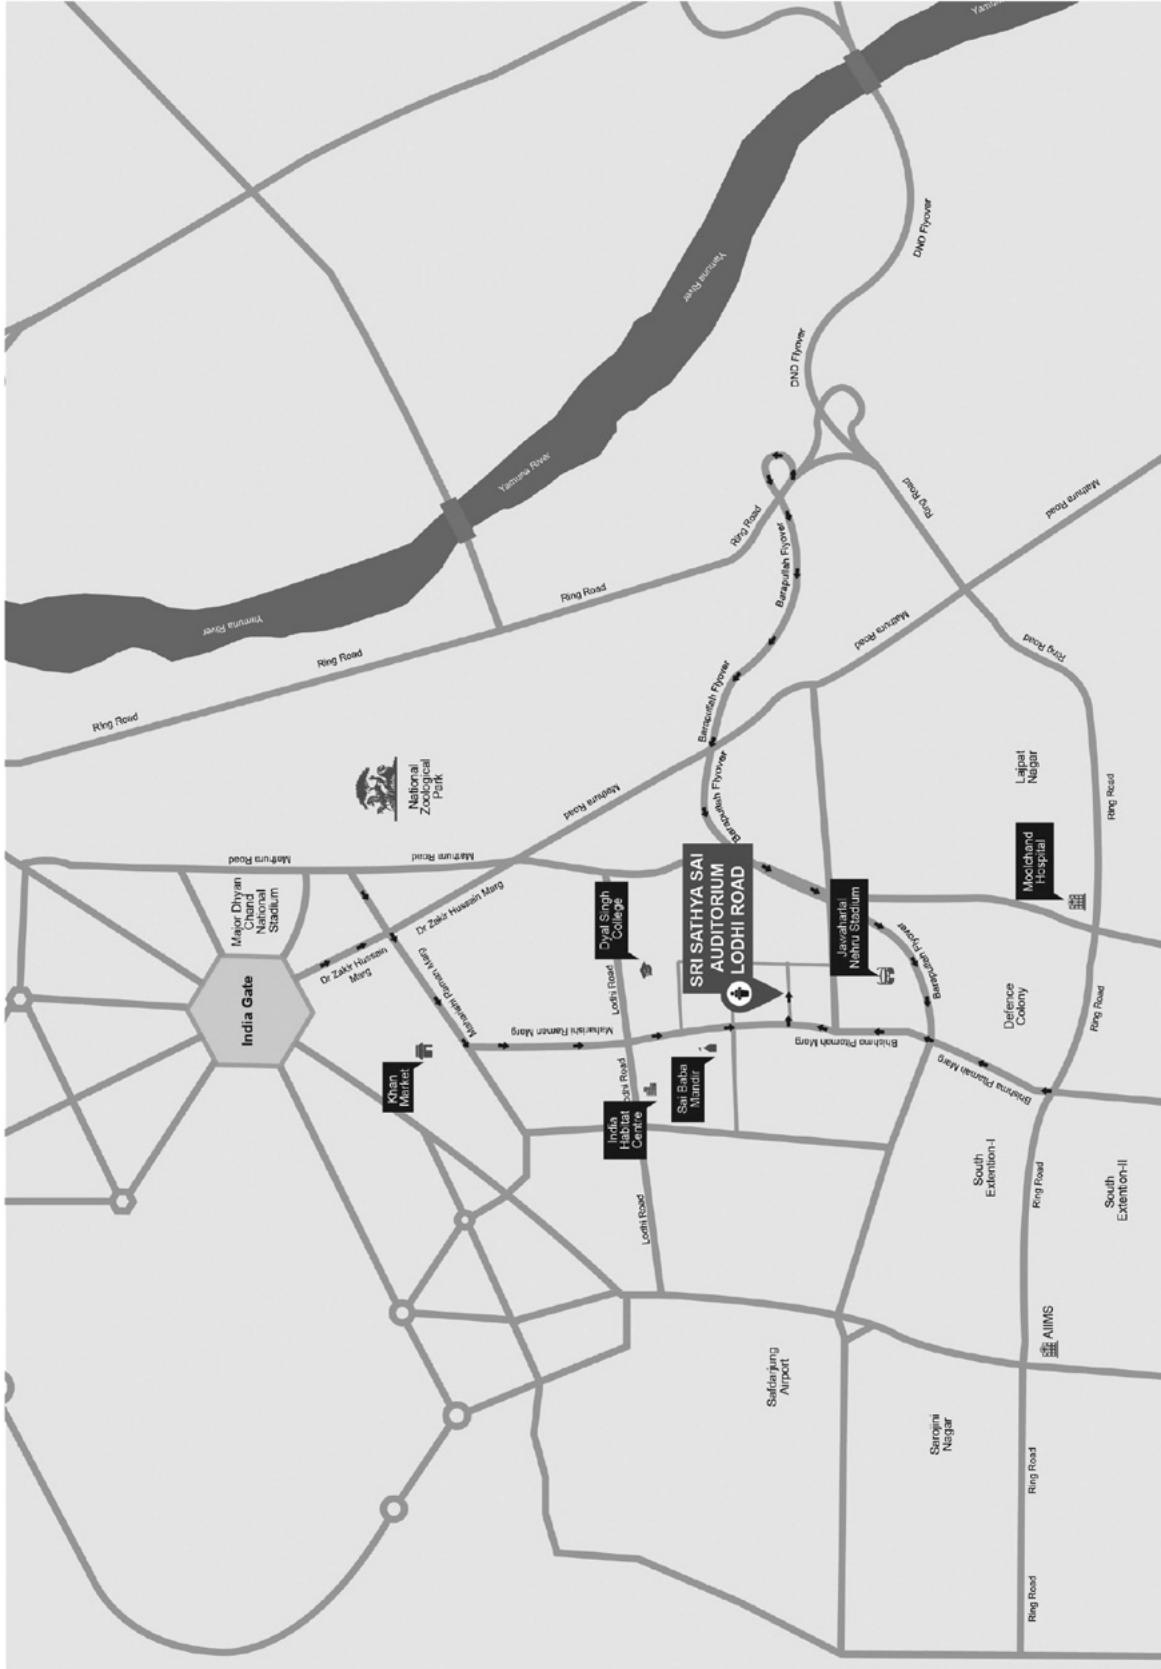 Yamuna
DND Flyover
Yamuna River
DND Flyover
Yamuna River
Ring Road
Barapullah Flyover
Ring Road
Mathura Road
Ring Road
Yamuna River
Ring Road
Mathura Road
Ring Road
Ring Road
Barapullah Flyover
National
Zoological
Park
Mathura Road
Barapullah Flyover
Lajpat
Nagar
Ring Road
Mathura Road
Mathura Road
Major Dhyan
Chand
National
Stadium
Dr Zakir Hussain Marg
Dr Zakir Hussain
Marg
Dyal Singh
College
SRI SATHYA SAI
AUDITORIUM
LODHI ROAD
Jawaharlal
Nehru Stadium
Moolchand
Hospital
Barapullah Flyover
India Gate
Maharishi Raman Marg
Lodhi Road
Maharishi Raman Marg
Defence
Colony
Ring Road
Bhishma Pitamah Marg
Bhishma Pitamah Marg
Khan
Market
India
Habitat
Centre
odhi Road
Sai Baba
Mandir
South
Extention-I
Ring Road
South
Extention-II
Lodhi Road
AIIMS
Safdarjung
Airport
Sarojini
Nagar
Ring Road
Ring Road